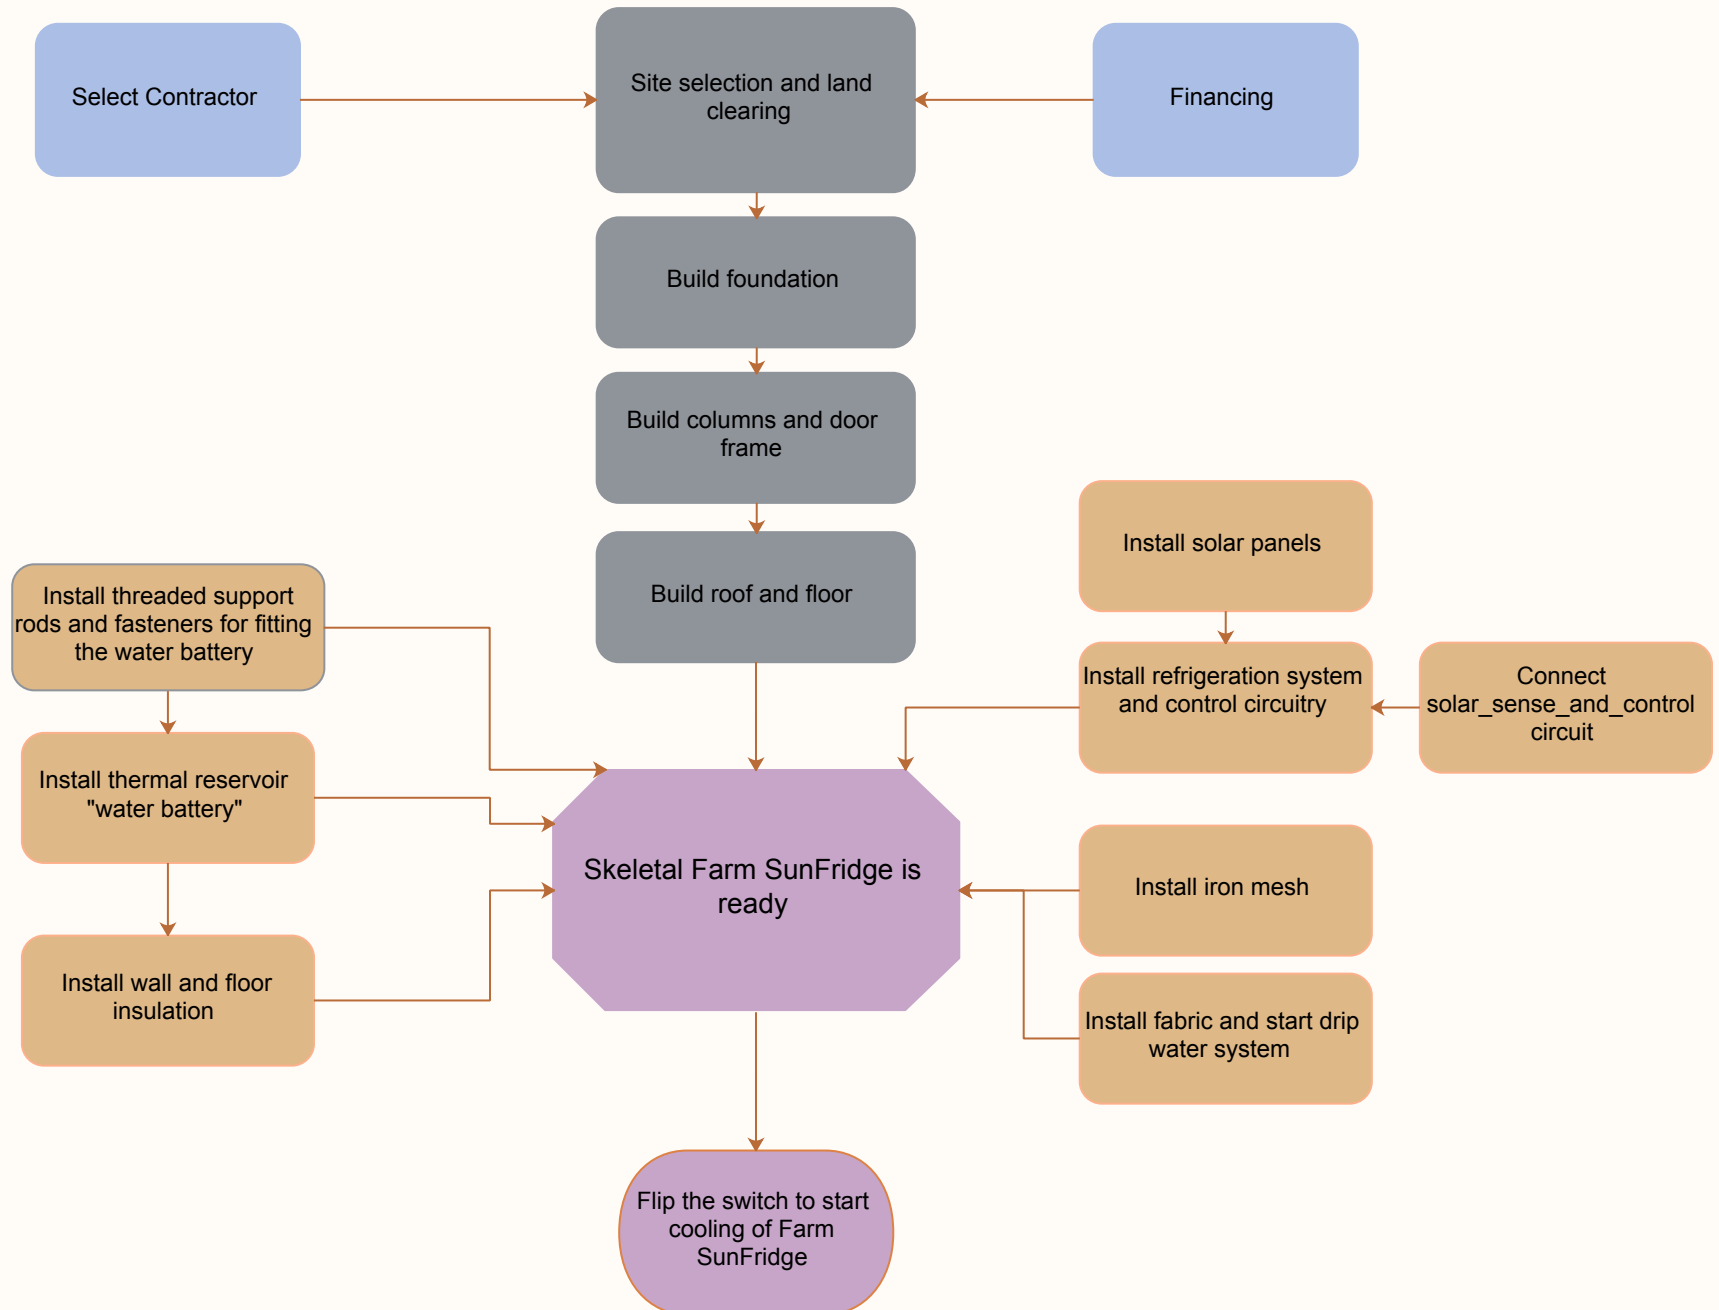 Select Contractor
Site selection and land
clearing
Financing
Build foundation
Build columns and door
frame
Build roof and floor
Install solar panels
Install threaded support
rods and fasteners for fitting
the water battery
Install refrigeration system
and control circuitry
Connect
solar_sense_and_control
circuit
Install thermal reservoir
"water battery"
Skeletal Farm SunFridge is
ready
Install iron mesh
Install wall and floor
insulation
Install fabric and start drip
water system
Flip the switch to start
cooling of Farm
SunFridge